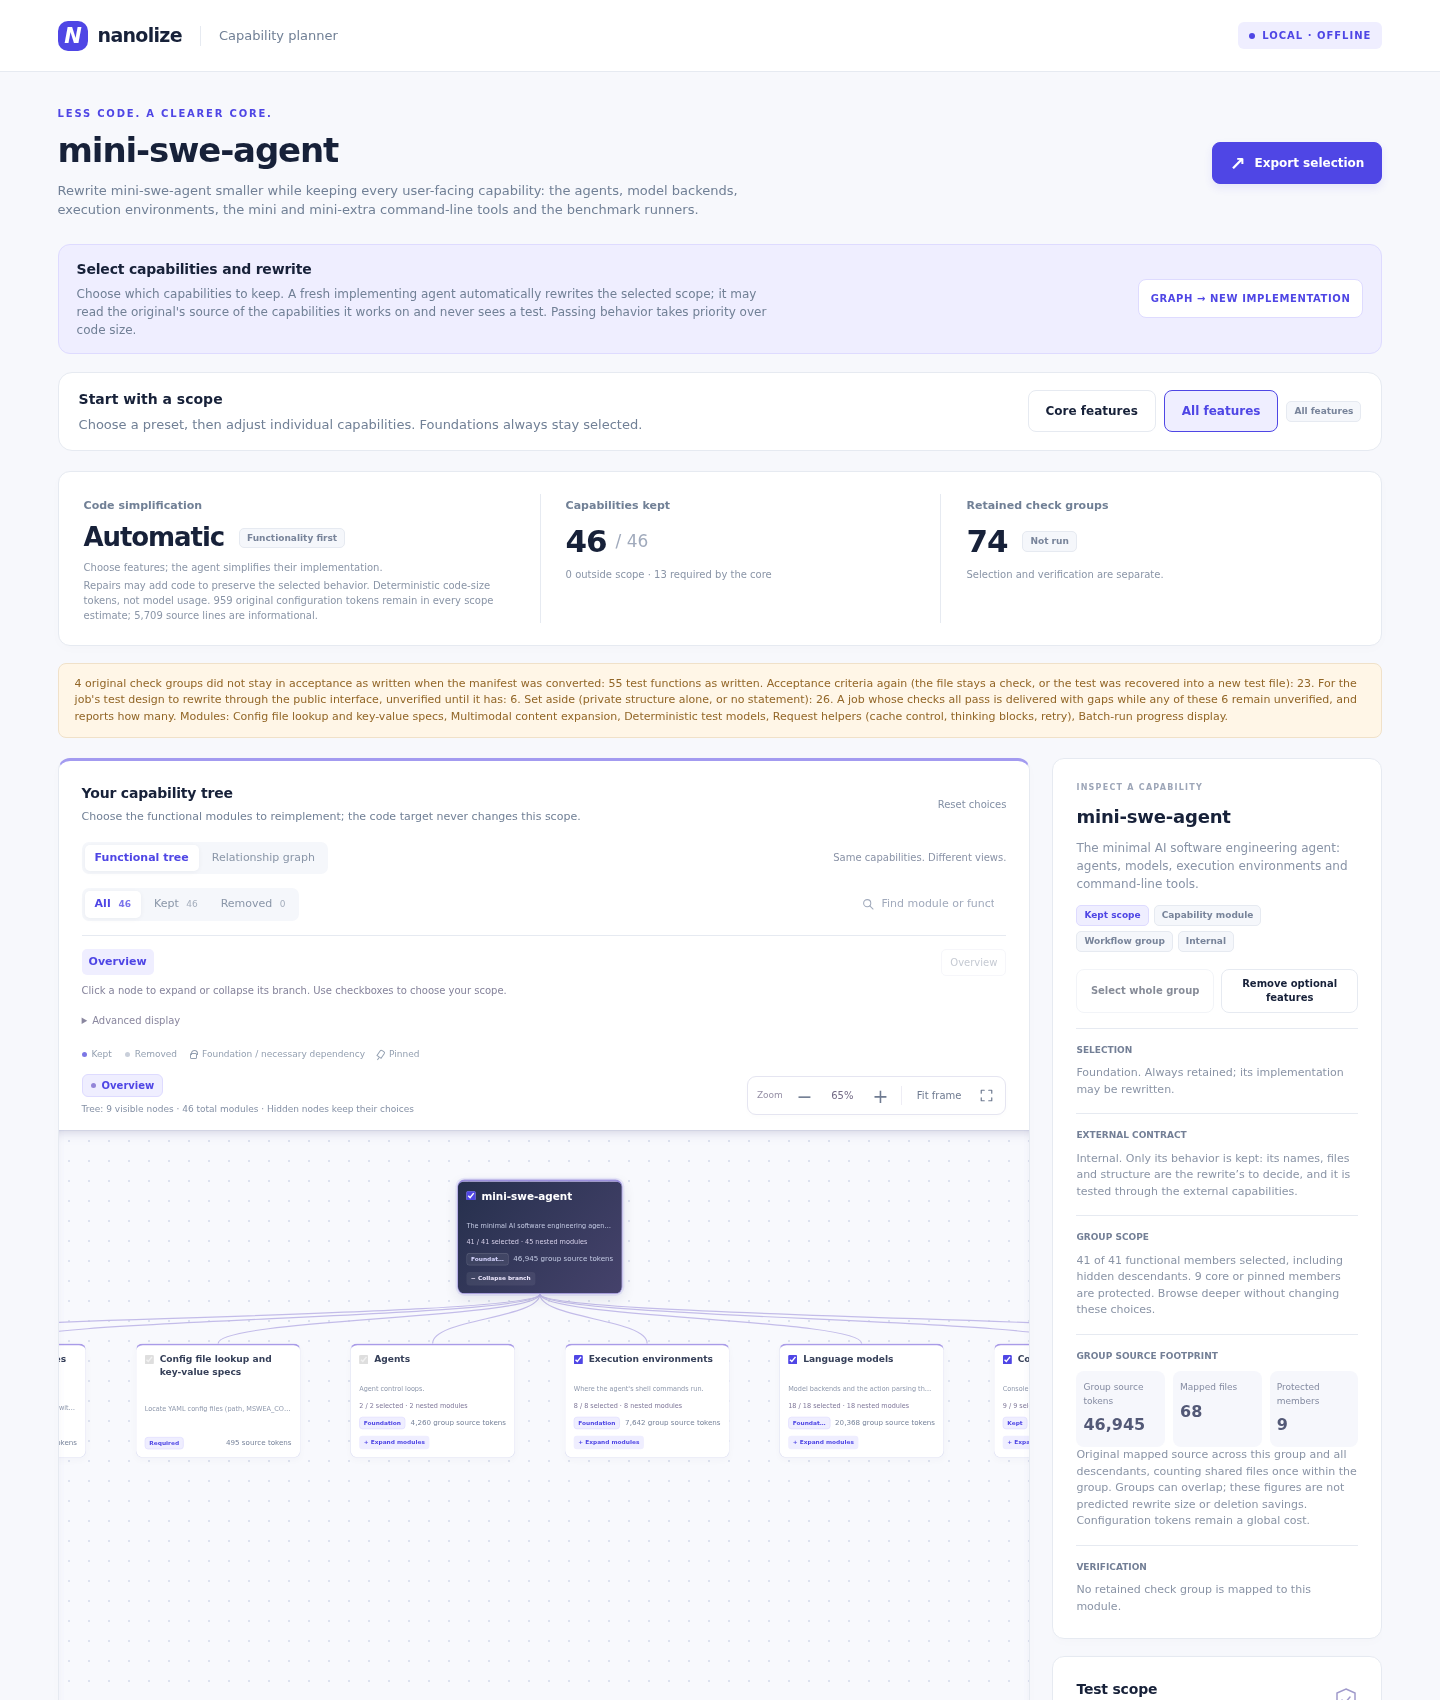 N nanolize
Capability planner
LOCAL · OFFLINE
LESS CODE. A CLEARER CORE.
mini-swe-agent
Rewrite mini-swe-agent smaller while keeping every user-facing capability: the agents, model backends,
execution environments, the mini and mini-extra command-line tools and the benchmark runners.
↗ Export selection
Select capabilities and rewrite
Choose which capabilities to keep. A fresh implementing agent automatically rewrites the selected scope; it may
read the original's source of the capabilities it works on and never sees a test. Passing behavior takes priority over
code size.
GRAPH → NEW IMPLEMENTATION
Start with a scope
Choose a preset, then adjust individual capabilities. Foundations always stay selected.
Core features
All features
All features
Code simplification
Automatic
Functionality first
Choose features; the agent simplifies their implementation.
Repairs may add code to preserve the selected behavior. Deterministic code-size
tokens, not model usage. 959 original configuration tokens remain in every scope
estimate; 5,709 source lines are informational.
Capabilities kept
46 / 46
0 outside scope · 13 required by the core
Retained check groups
74
Not run
Selection and verification are separate.
4 original check groups did not stay in acceptance as written when the manifest was converted: 55 test functions as written. Acceptance criteria again (the file stays a check, or the test was recovered into a new test file): 23. For the
job's test design to rewrite through the public interface, unverified until it has: 6. Set aside (private structure alone, or no statement): 26. A job whose checks all pass is delivered with gaps while any of these 6 remain unverified, and
reports how many. Modules: Config file lookup and key-value specs, Multimodal content expansion, Deterministic test models, Request helpers (cache control, thinking blocks, retry), Batch-run progress display.
Your capability tree
Choose the functional modules to reimplement; the code target never changes this scope.
Reset choices
Functional tree
Relationship graph
Same capabilities. Different views.
All 46
Kept 46
Removed 0
Find module or funct
Overview
Overview
Click a node to expand or collapse its branch. Use checkboxes to choose your scope.
▶ Advanced display
Kept
Removed
Foundation / necessary dependency
Pinned
Overview
Tree: 9 visible nodes · 46 total modules · Hidden nodes keep their choices
Zoom
−
65%
+
Fit frame
mini-swe-agent
The minimal AI software engineering agen…
41 / 41 selected · 45 nested modules
Foundat… 46,945 group source tokens
− Collapse branch
es
wit…
okens
Config file lookup and
key-value specs
Locate YAML config files (path, MSWEA_CO…
Required
495 source tokens
Agents
Agent control loops.
2 / 2 selected · 2 nested modules
Foundation 4,260 group source tokens
+ Expand modules
Execution environments
Where the agent's shell commands run.
8 / 8 selected · 8 nested modules
Foundation 7,642 group source tokens
+ Expand modules
Language models
Model backends and the action parsing th…
18 / 18 selected · 18 nested modules
Foundat… 20,368 group source tokens
+ Expand modules
Co
Console
9 / 9 sel
Kept
+ Expa
INSPECT A CAPABILITY
mini-swe-agent
The minimal AI software engineering agent:
agents, models, execution environments and
command-line tools.
Kept scope
Capability module
Workflow group
Internal
Select whole group
Remove optional
features
SELECTION
Foundation. Always retained; its implementation
may be rewritten.
EXTERNAL CONTRACT
Internal. Only its behavior is kept: its names, files
and structure are the rewrite’s to decide, and it is
tested through the external capabilities.
GROUP SCOPE
41 of 41 functional members selected, including
hidden descendants. 9 core or pinned members
are protected. Browse deeper without changing
these choices.
GROUP SOURCE FOOTPRINT
Group source
tokens
46,945
Mapped files
68
Protected
members
9
Original mapped source across this group and all
descendants, counting shared files once within the
group. Groups can overlap; these figures are not
predicted rewrite size or deletion savings.
Configuration tokens remain a global cost.
VERIFICATION
No retained check group is mapped to this
module.
Test scope